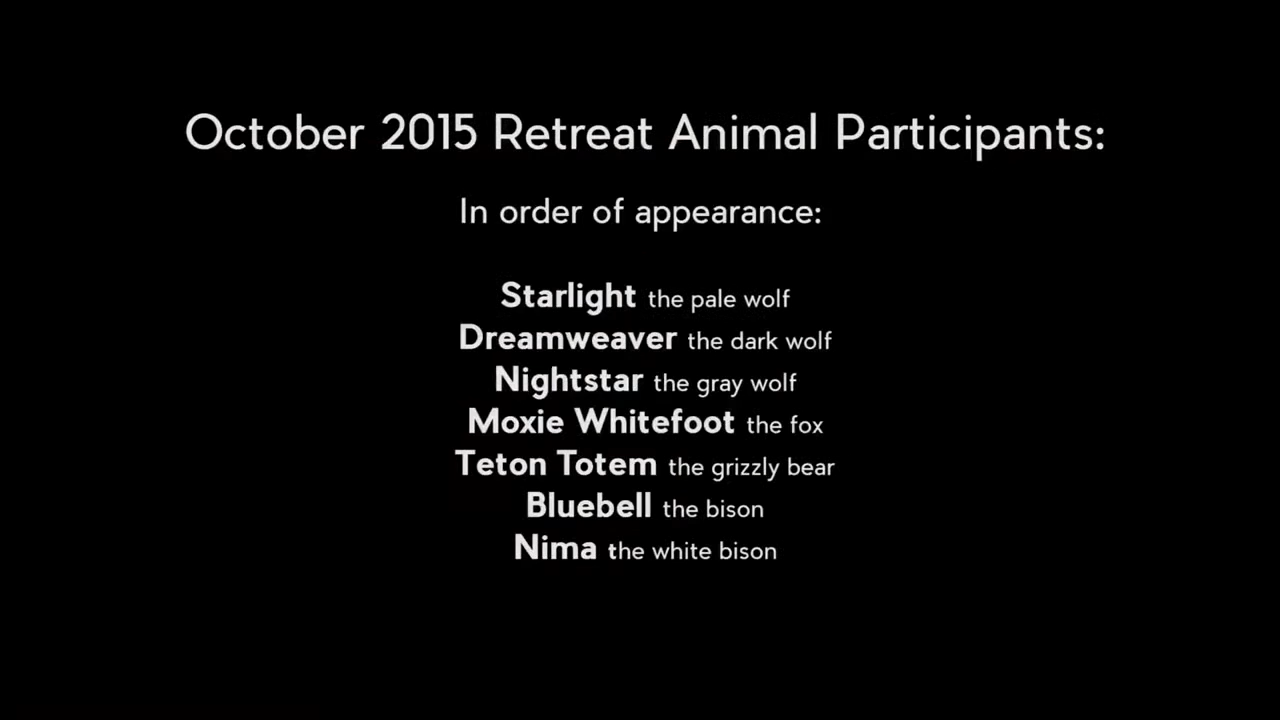 October 2015 Retreat Animal Participants:
In order of appearance:
Starlight the pale wolf
Dreamweaver the dark wolf
Nightstar the gray wolf
Moxie Whitefoot the fox
Teton Totem the grizzly bear
Bluebell the bison
Nima the white bison